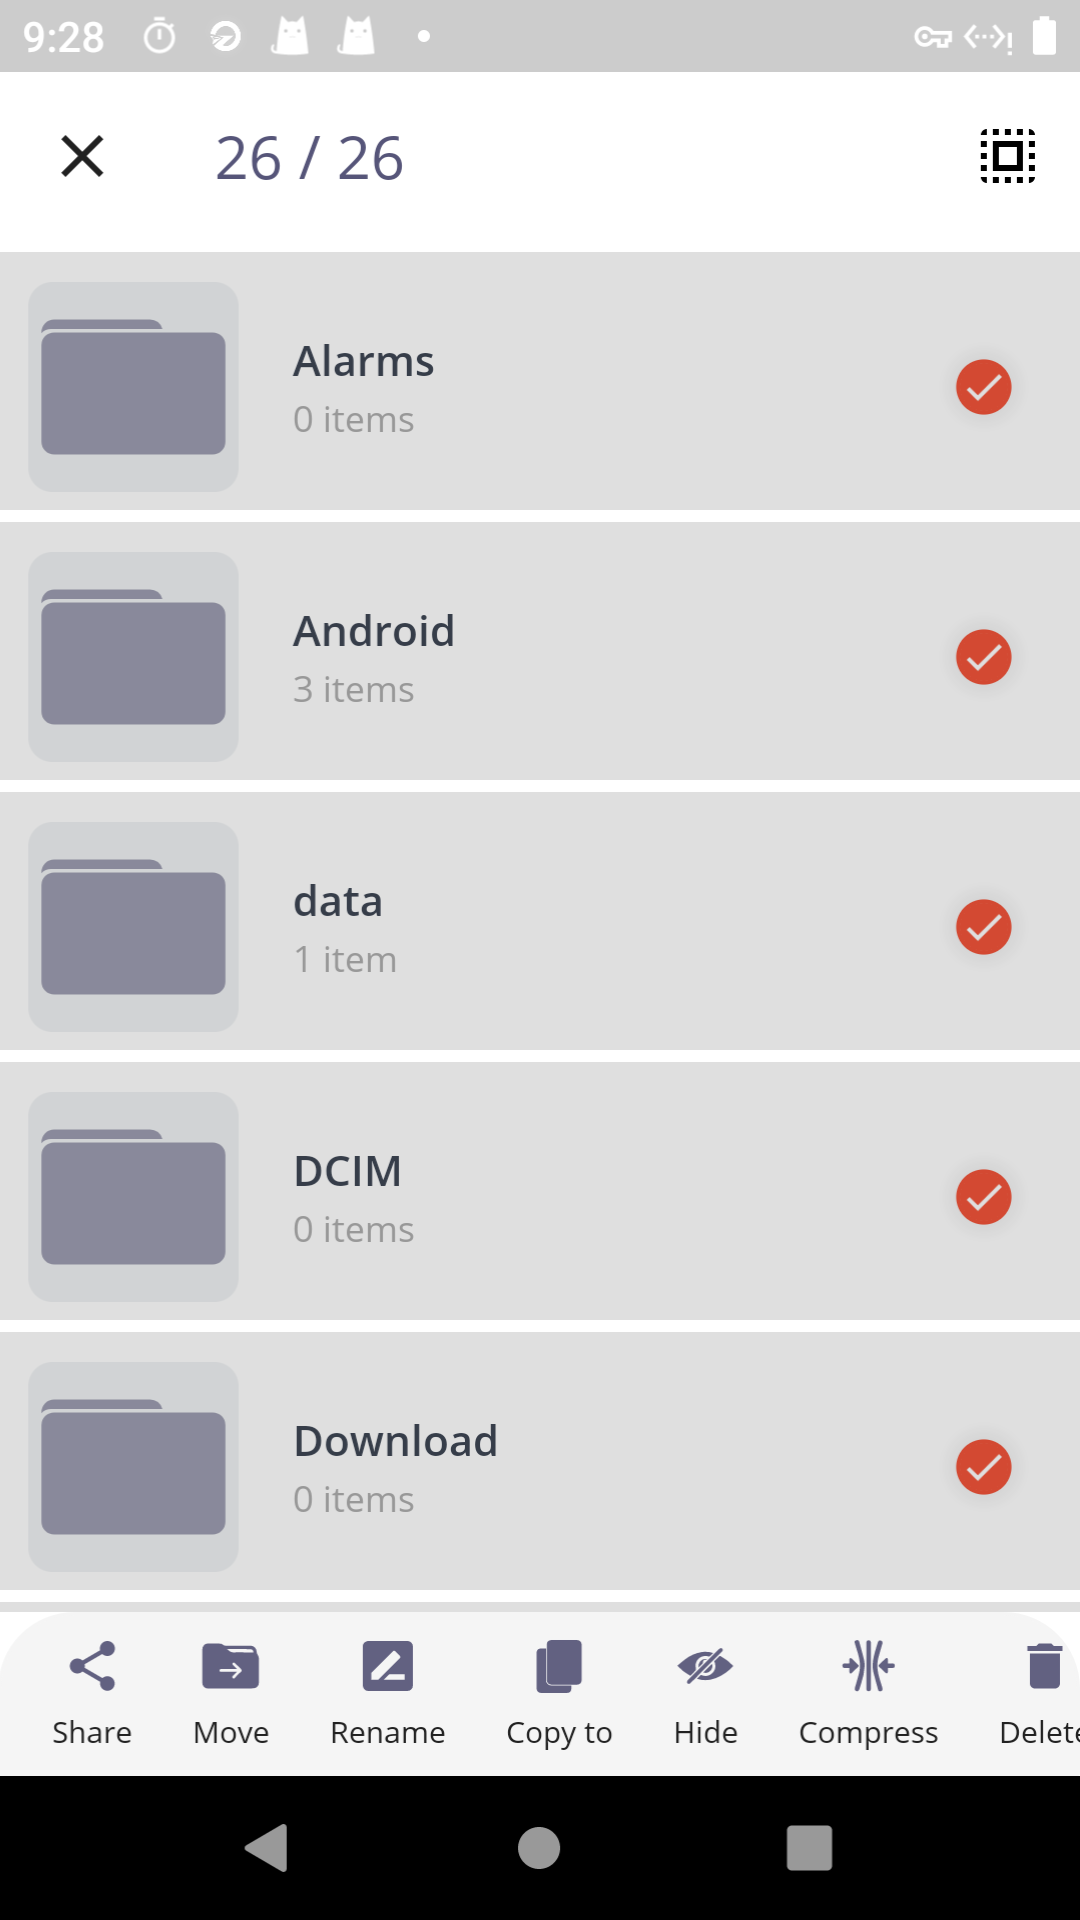 9:28
26 / 26
Alarms
0 items
Android
3 items
data
1 item
DCIM
0 items
Download
0 items
Share Move Rename Copy to Hide Compress Delete